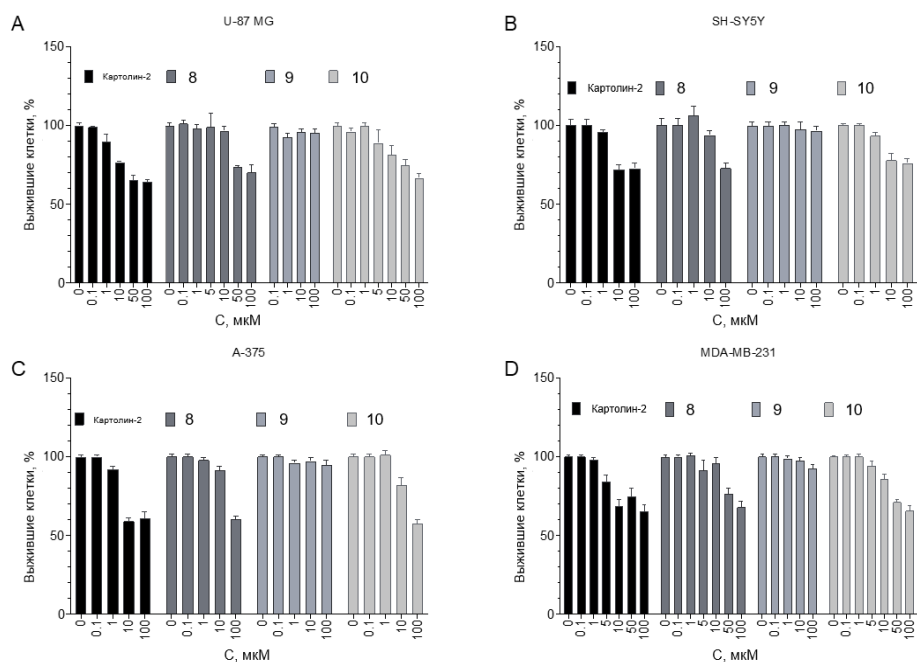 A
U-87 MG
Выжившие клетки, %
150
100
50
0
Картолин-2
8
9
10
0 0.1 1 10 50 100
0 0.1 1 5 10 50 100
0.1 1 10 100
0 0.1 1 5 10 50 100
С, мкМ
B
SH-SY5Y
Выжившие клетки, %
150
100
50
0
Картолин-2
8
9
10
0 0.1 1 10 100
0 0.1 1 10 100
0 0.1 1 10 100
0 0.1 1 10 100
С, мкМ
C
A-375
Выжившие клетки, %
150
100
50
0
Картолин-2
8
9
10
0 0.1 1 10 100
0 0.1 1 10 100
0 0.1 1 10 100
0 0.1 1 10 100
С, мкМ
D
MDA-MB-231
Выжившие клетки, %
150
100
50
0
Картолин-2
8
9
10
0 0.1 1 5 10 50 100
0 0.1 1 5 10 50 100
0 0.1 1 10 100
0 0.1 1 5 10 50 100
С, мкМ